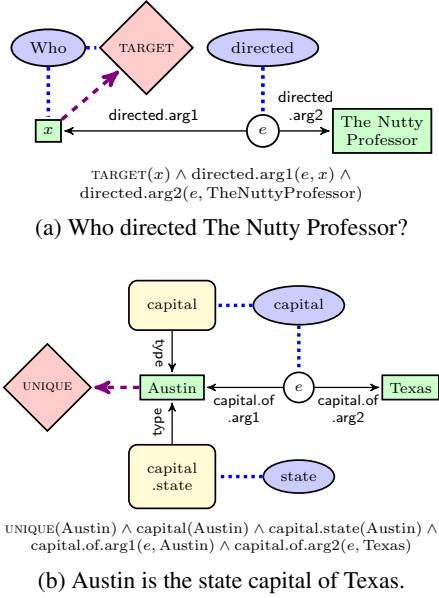 Who
TARGET
directed
directed.arg1
directed
.arg2
x
e
The Nutty
Professor
TARGET(x) ∧ directed.arg1(e, x) ∧
directed.arg2(e, TheNuttyProfessor)
(a) Who directed The Nutty Professor?
capital
capital
type
UNIQUE
Austin
e
Texas
capital.of
.arg1
capital.of
.arg2
type
capital
.state
state
UNIQUE(Austin) ∧ capital(Austin) ∧ capital.state(Austin) ∧
capital.of.arg1(e, Austin) ∧ capital.of.arg2(e, Texas)
(b) Austin is the state capital of Texas.